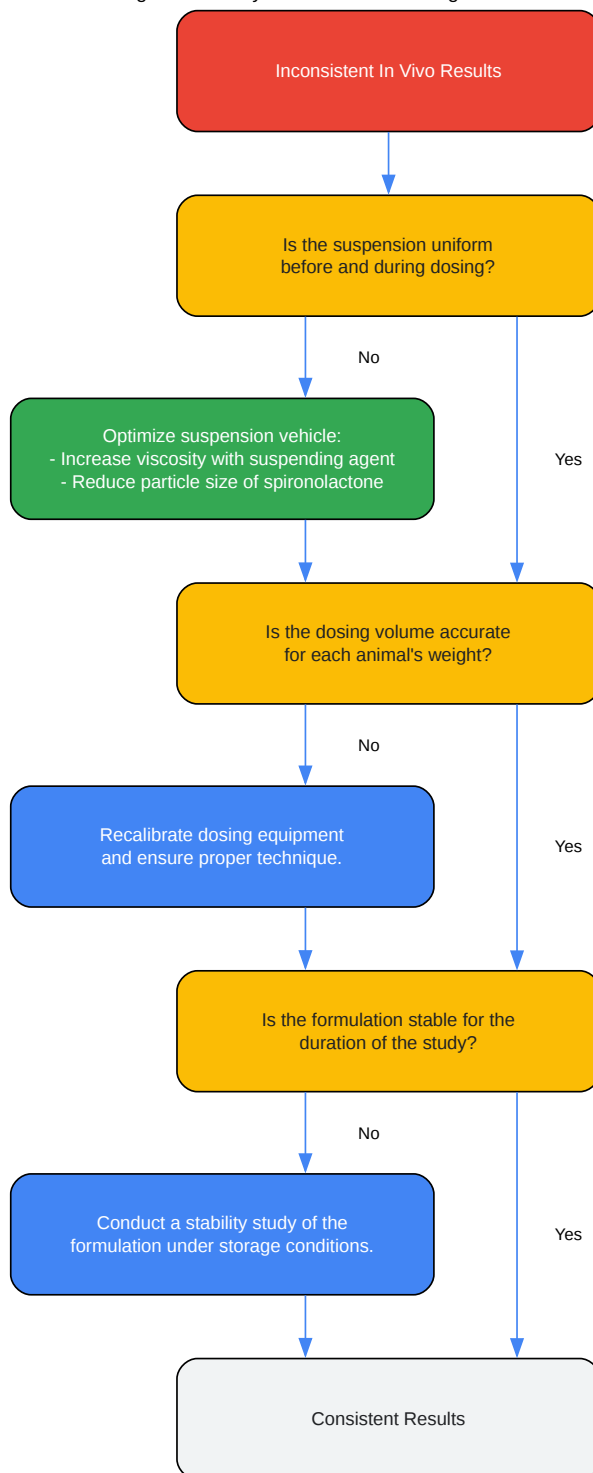 Inconsistent In Vivo Results
Is the suspension uniform
before and during dosing?
No
Optimize suspension vehicle:
- Increase viscosity with suspending agent
- Reduce particle size of spironolactone
Yes
Is the dosing volume accurate
for each animal's weight?
No
Recalibrate dosing equipment
and ensure proper technique.
Yes
Is the formulation stable for the
duration of the study?
No
Conduct a stability study of the
formulation under storage conditions.
Yes
Consistent Results